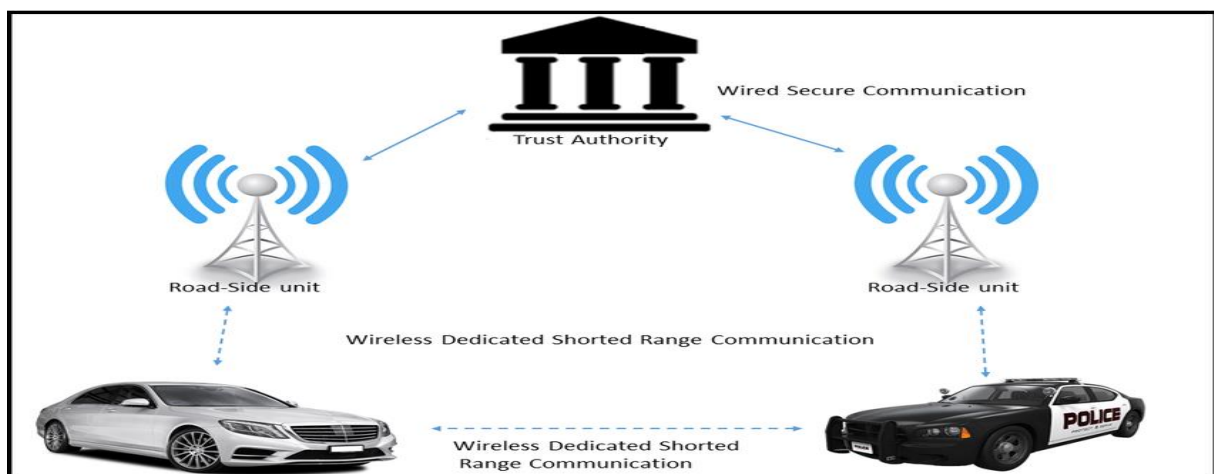 Wired Secure Communication
Trust Authority
Road-Side unit
Road-Side unit
Wireless Dedicated Shorted Range Communication
POLICE
Wireless Dedicated Shorted
Range Communication